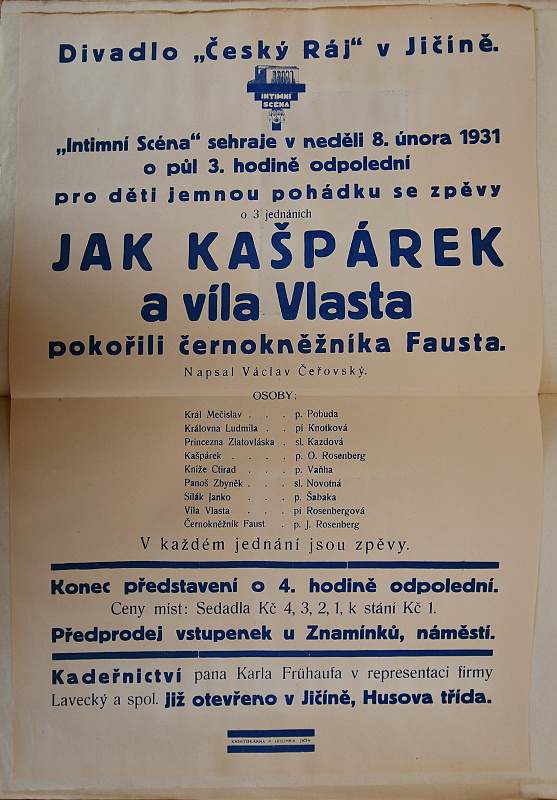 Divadlo „Český Ráj“ v Jičíně.
INTIMNÍ
SCÉNA
„Intimní Scéna“ sehraje v neděli 8. února 1931
o půl 3. hodině odpolední
pro děti jemnou pohádku se zpěvy
o 3 jednáních
JAK KAŠPÁREK
a víla Vlasta
pokořili černokněžníka Fausta.
Napsal Václav Čeřovský.
OSOBY:
Král Mečislav . . . p. Pobuda
Královna Ludmila . . pí Knotková
Princezna Zlatovláska . sl. Kazdová
Kašpárek . . . . p. O. Rosenberg
Kníže Ctirad . . . p. Vaňha
Panoš Zbyněk . . . sl. Novotná
Silák Janko . . . p. Šabaka
Víla Vlasta . . . pí Rosenbergová
Černokněžník Faust . p. J. Rosenberg
V každém jednání jsou zpěvy.
Konec představení o 4. hodině odpolední.
Ceny míst: Sedadla Kč 4, 3, 2, 1, k stání Kč 1.
Předprodej vstupenek u Znamínků, náměstí.
Kadeřnictví pana Karla Frühaufa v representaci firmy
Lavecký a spol. již otevřeno v Jičíně, Husova třída.
KNIHTISKÁRNA